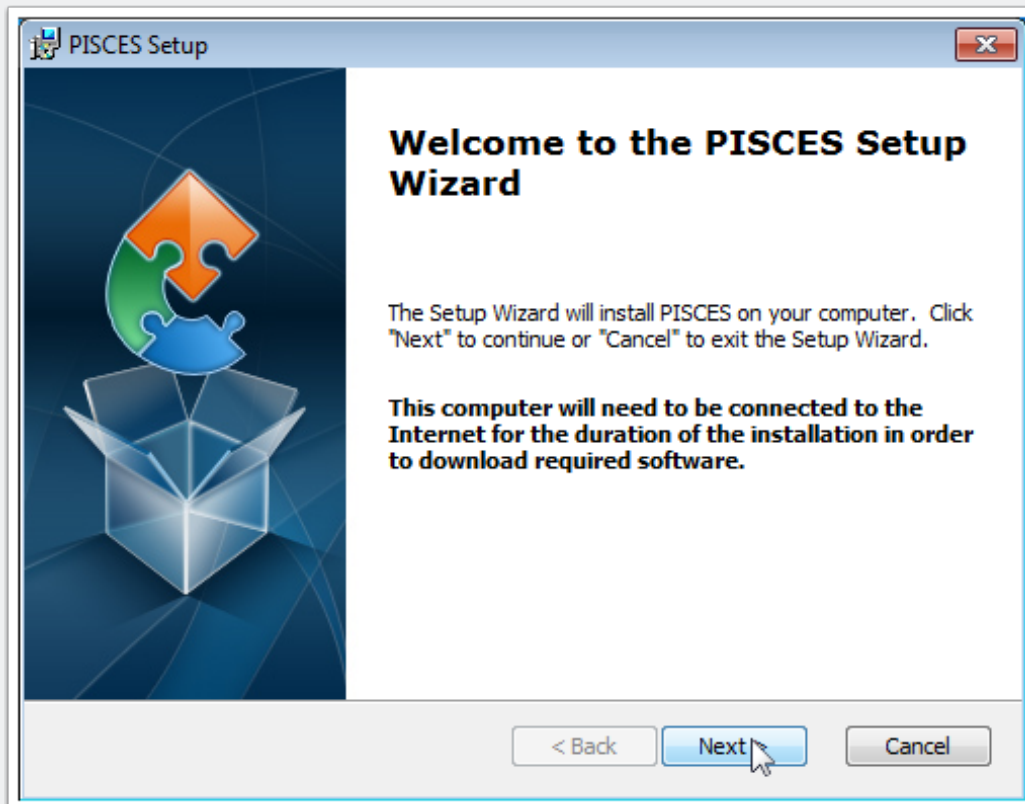 PISCES Setup
Welcome to the PISCES Setup
Wizard
The Setup Wizard will install PISCES on your computer. Click
"Next" to continue or "Cancel" to exit the Setup Wizard.
This computer will need to be connected to the
Internet for the duration of the installation in order
to download required software.
< Back
Next >
Cancel